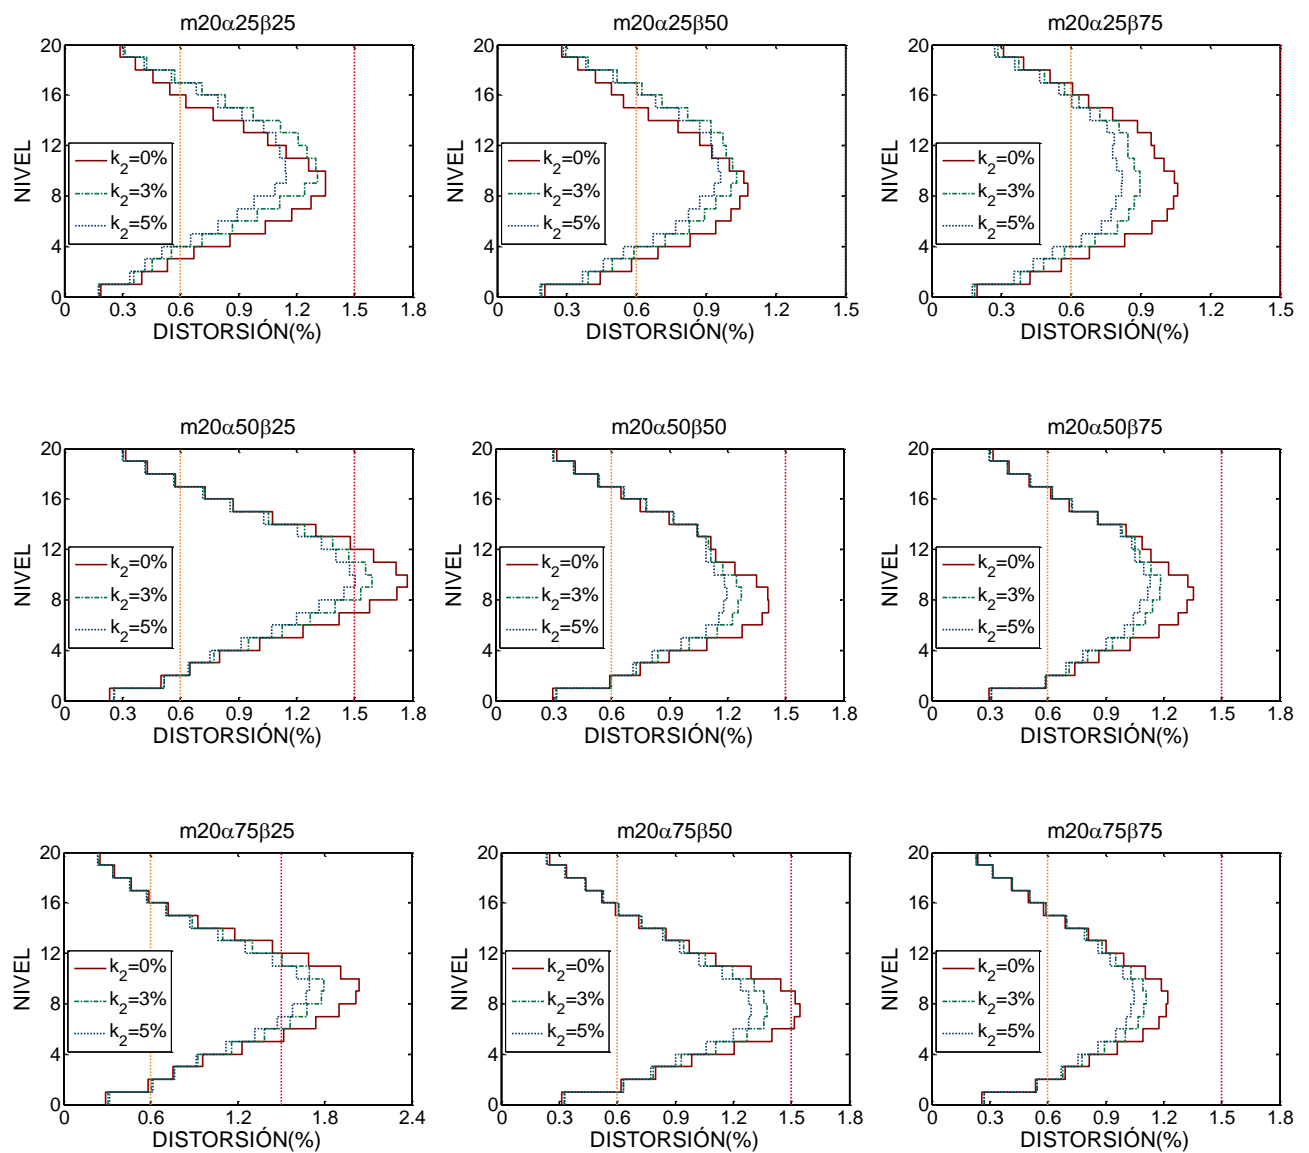 m20α25β25
20
16
12
8
4
0
NIVEL
k2=0%
k2=3%
k2=5%
0 0.3 0.6 0.9 1.2 1.5 1.8
DISTORSIÓN(%)
m20α25β50
20
16
12
8
4
0
NIVEL
k2=0%
k2=3%
k2=5%
0 0.3 0.6 0.9 1.2 1.5
DISTORSIÓN(%)
m20α25β75
20
16
12
8
4
0
NIVEL
k2=0%
k2=3%
k2=5%
0 0.3 0.6 0.9 1.2 1.5
DISTORSIÓN(%)
m20α50β25
20
16
12
8
4
0
NIVEL
k2=0%
k2=3%
k2=5%
0 0.3 0.6 0.9 1.2 1.5 1.8
DISTORSIÓN(%)
m20α50β50
20
16
12
8
4
0
NIVEL
k2=0%
k2=3%
k2=5%
0 0.3 0.6 0.9 1.2 1.5 1.8
DISTORSIÓN(%)
m20α50β75
20
16
12
8
4
0
NIVEL
k2=0%
k2=3%
k2=5%
0 0.3 0.6 0.9 1.2 1.5 1.8
DISTORSIÓN(%)
m20α75β25
20
16
12
8
4
0
NIVEL
k2=0%
k2=3%
k2=5%
0 0.6 1.2 1.8 2.4
DISTORSIÓN(%)
m20α75β50
20
16
12
8
4
0
NIVEL
k2=0%
k2=3%
k2=5%
0 0.3 0.6 0.9 1.2 1.5 1.8
DISTORSIÓN(%)
m20α75β75
20
16
12
8
4
0
NIVEL
k2=0%
k2=3%
k2=5%
0 0.3 0.6 0.9 1.2 1.5 1.8
DISTORSIÓN(%)